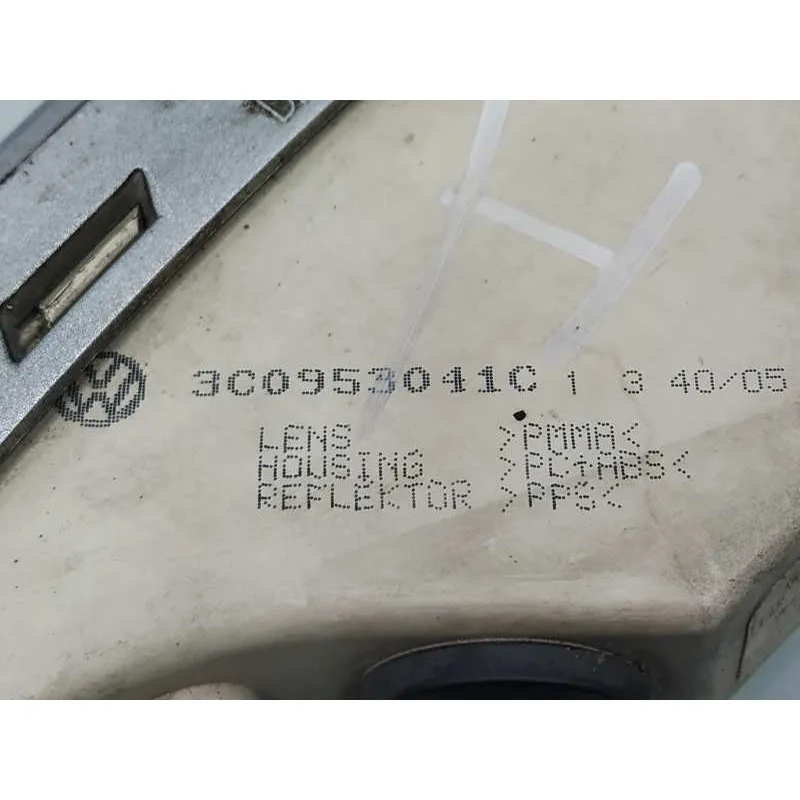 3C0953041C 1 3 40/05
LENS >PMMA<
HOUSING >PC+ABS<
REFLEKTOR >PPS<